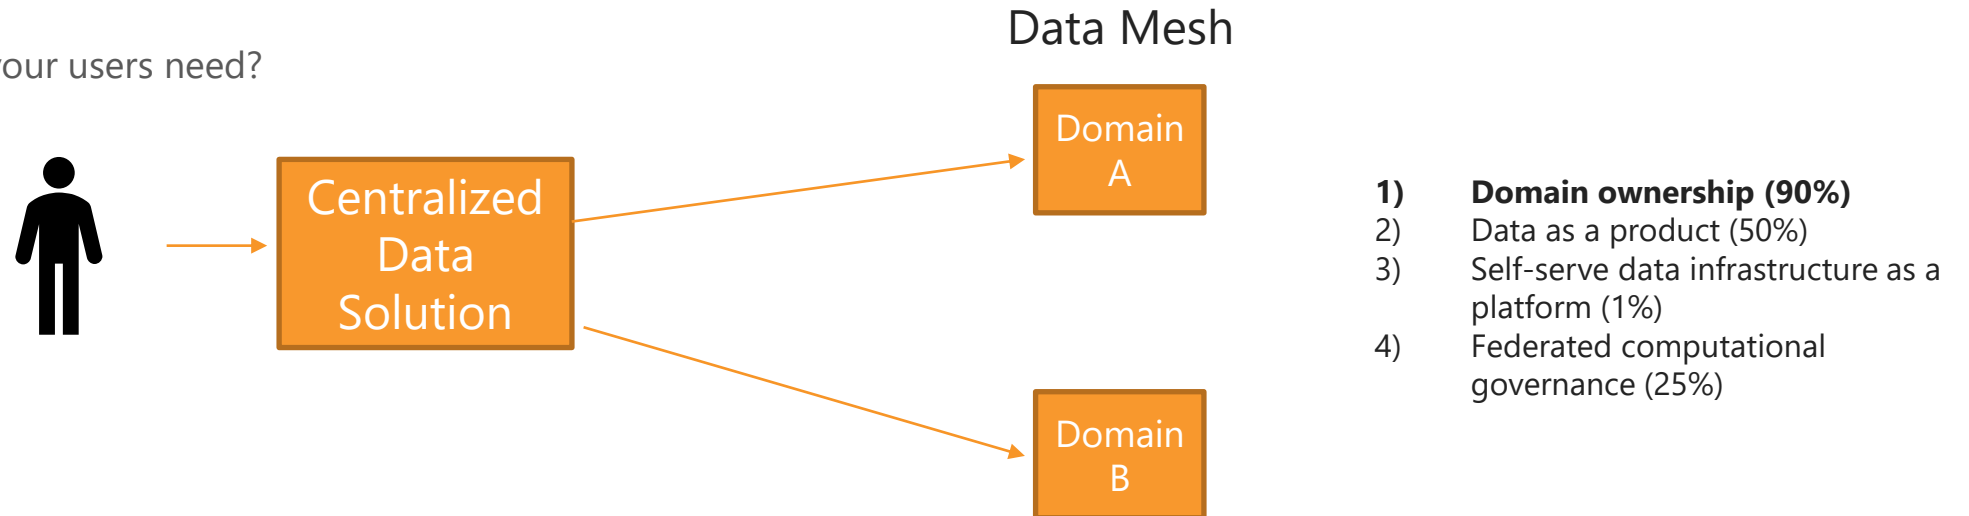 Data Mesh
your users need?
Domain
A
Centralized
Data
Solution
1) Domain ownership (90%)
2) Data as a product (50%)
3) Self-serve data infrastructure as a
platform (1%)
4) Federated computational
governance (25%)
Domain
B